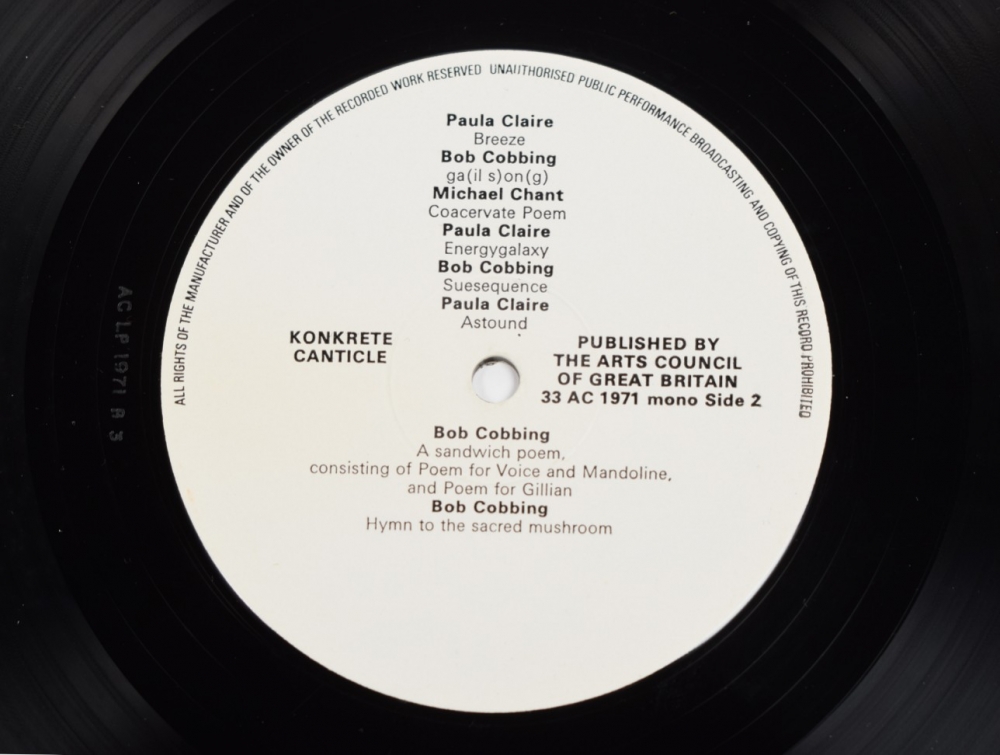 ALL RIGHTS OF THE MANUFACTURER AND OF THE OWNER OF THE RECORDED WORK RESERVED UNAUTHORISED PUBLIC PERFORMANCE BROADCASTING AND COPYING OF THIS RECORD PROHIBITED
Paula Claire
Breeze
Bob Cobbing
ga(il s)on(g)
Michael Chant
Coacervate Poem
Paula Claire
Energygalaxy
Bob Cobbing
Suesequence
Paula Claire
Astound
KONKRETE
CANTICLE
PUBLISHED BY
THE ARTS COUNCIL
OF GREAT BRITAIN
33 AC 1971 mono Side 2
Bob Cobbing
A sandwich poem,
consisting of Poem for Voice and Mandoline,
and Poem for Gillian
Bob Cobbing
Hymn to the sacred mushroom
AC LP 1971